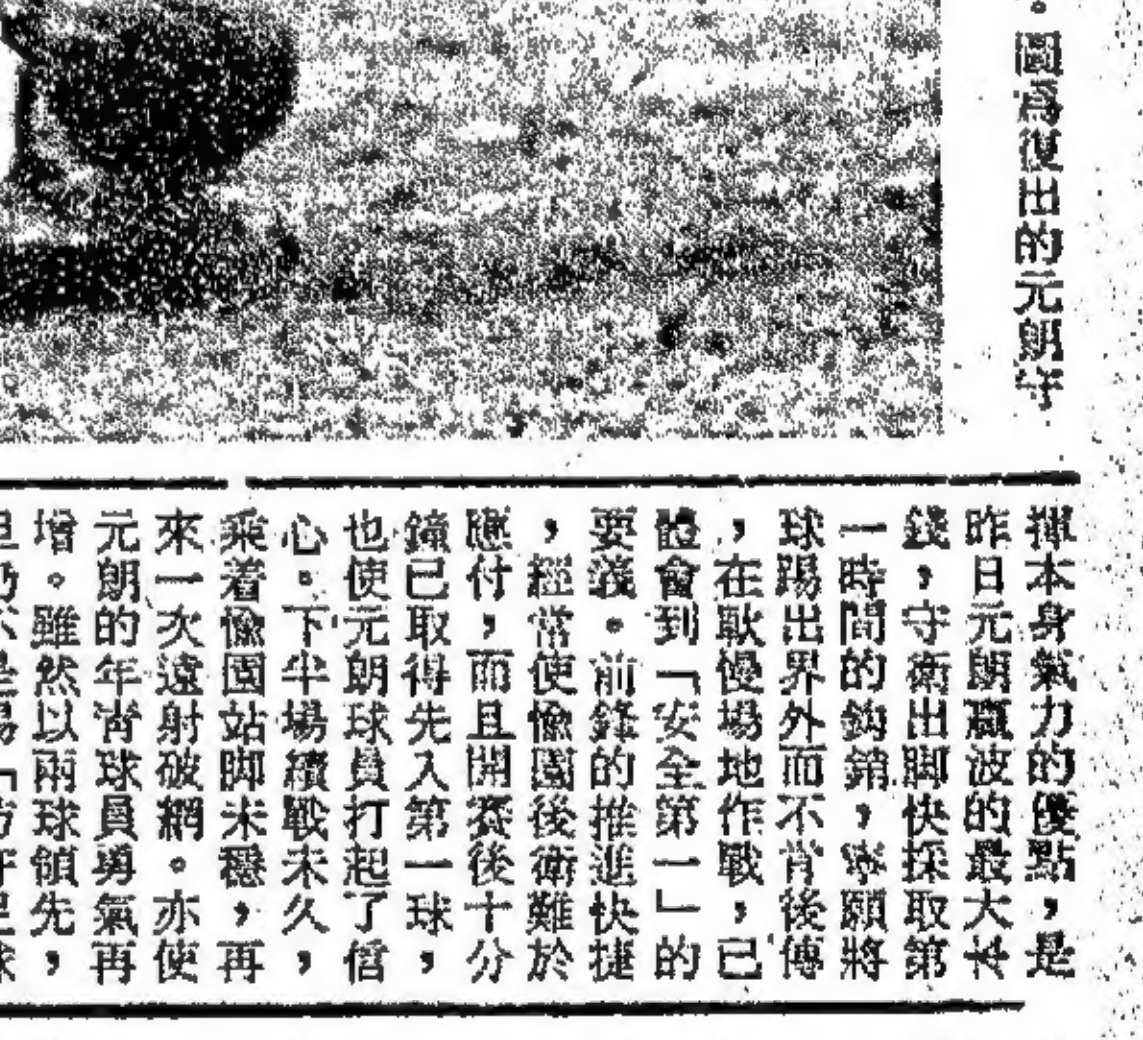 。圖為復出的元朗守
揮本身氣力的優點，是
昨日元朗贏波的最大本
錢，守衛出脚快採取第
一時間的鈎銷，寧願將
球踢出界外而不肯後傳
，在軟慢場地作戰，已
體會到「安全第一」的
要義。前鋒的推進快捷
，經常使愉園後衛難於
應付，而且開賽後十分
鐘已取得先入第一球，
也使元朗球員打起了信
心。下半場續戰未久，
乘着愉園站脚未穩，再
來一次遠射破網。亦使
元朗的年青球員勇氣再
增。雖然以兩球領先，